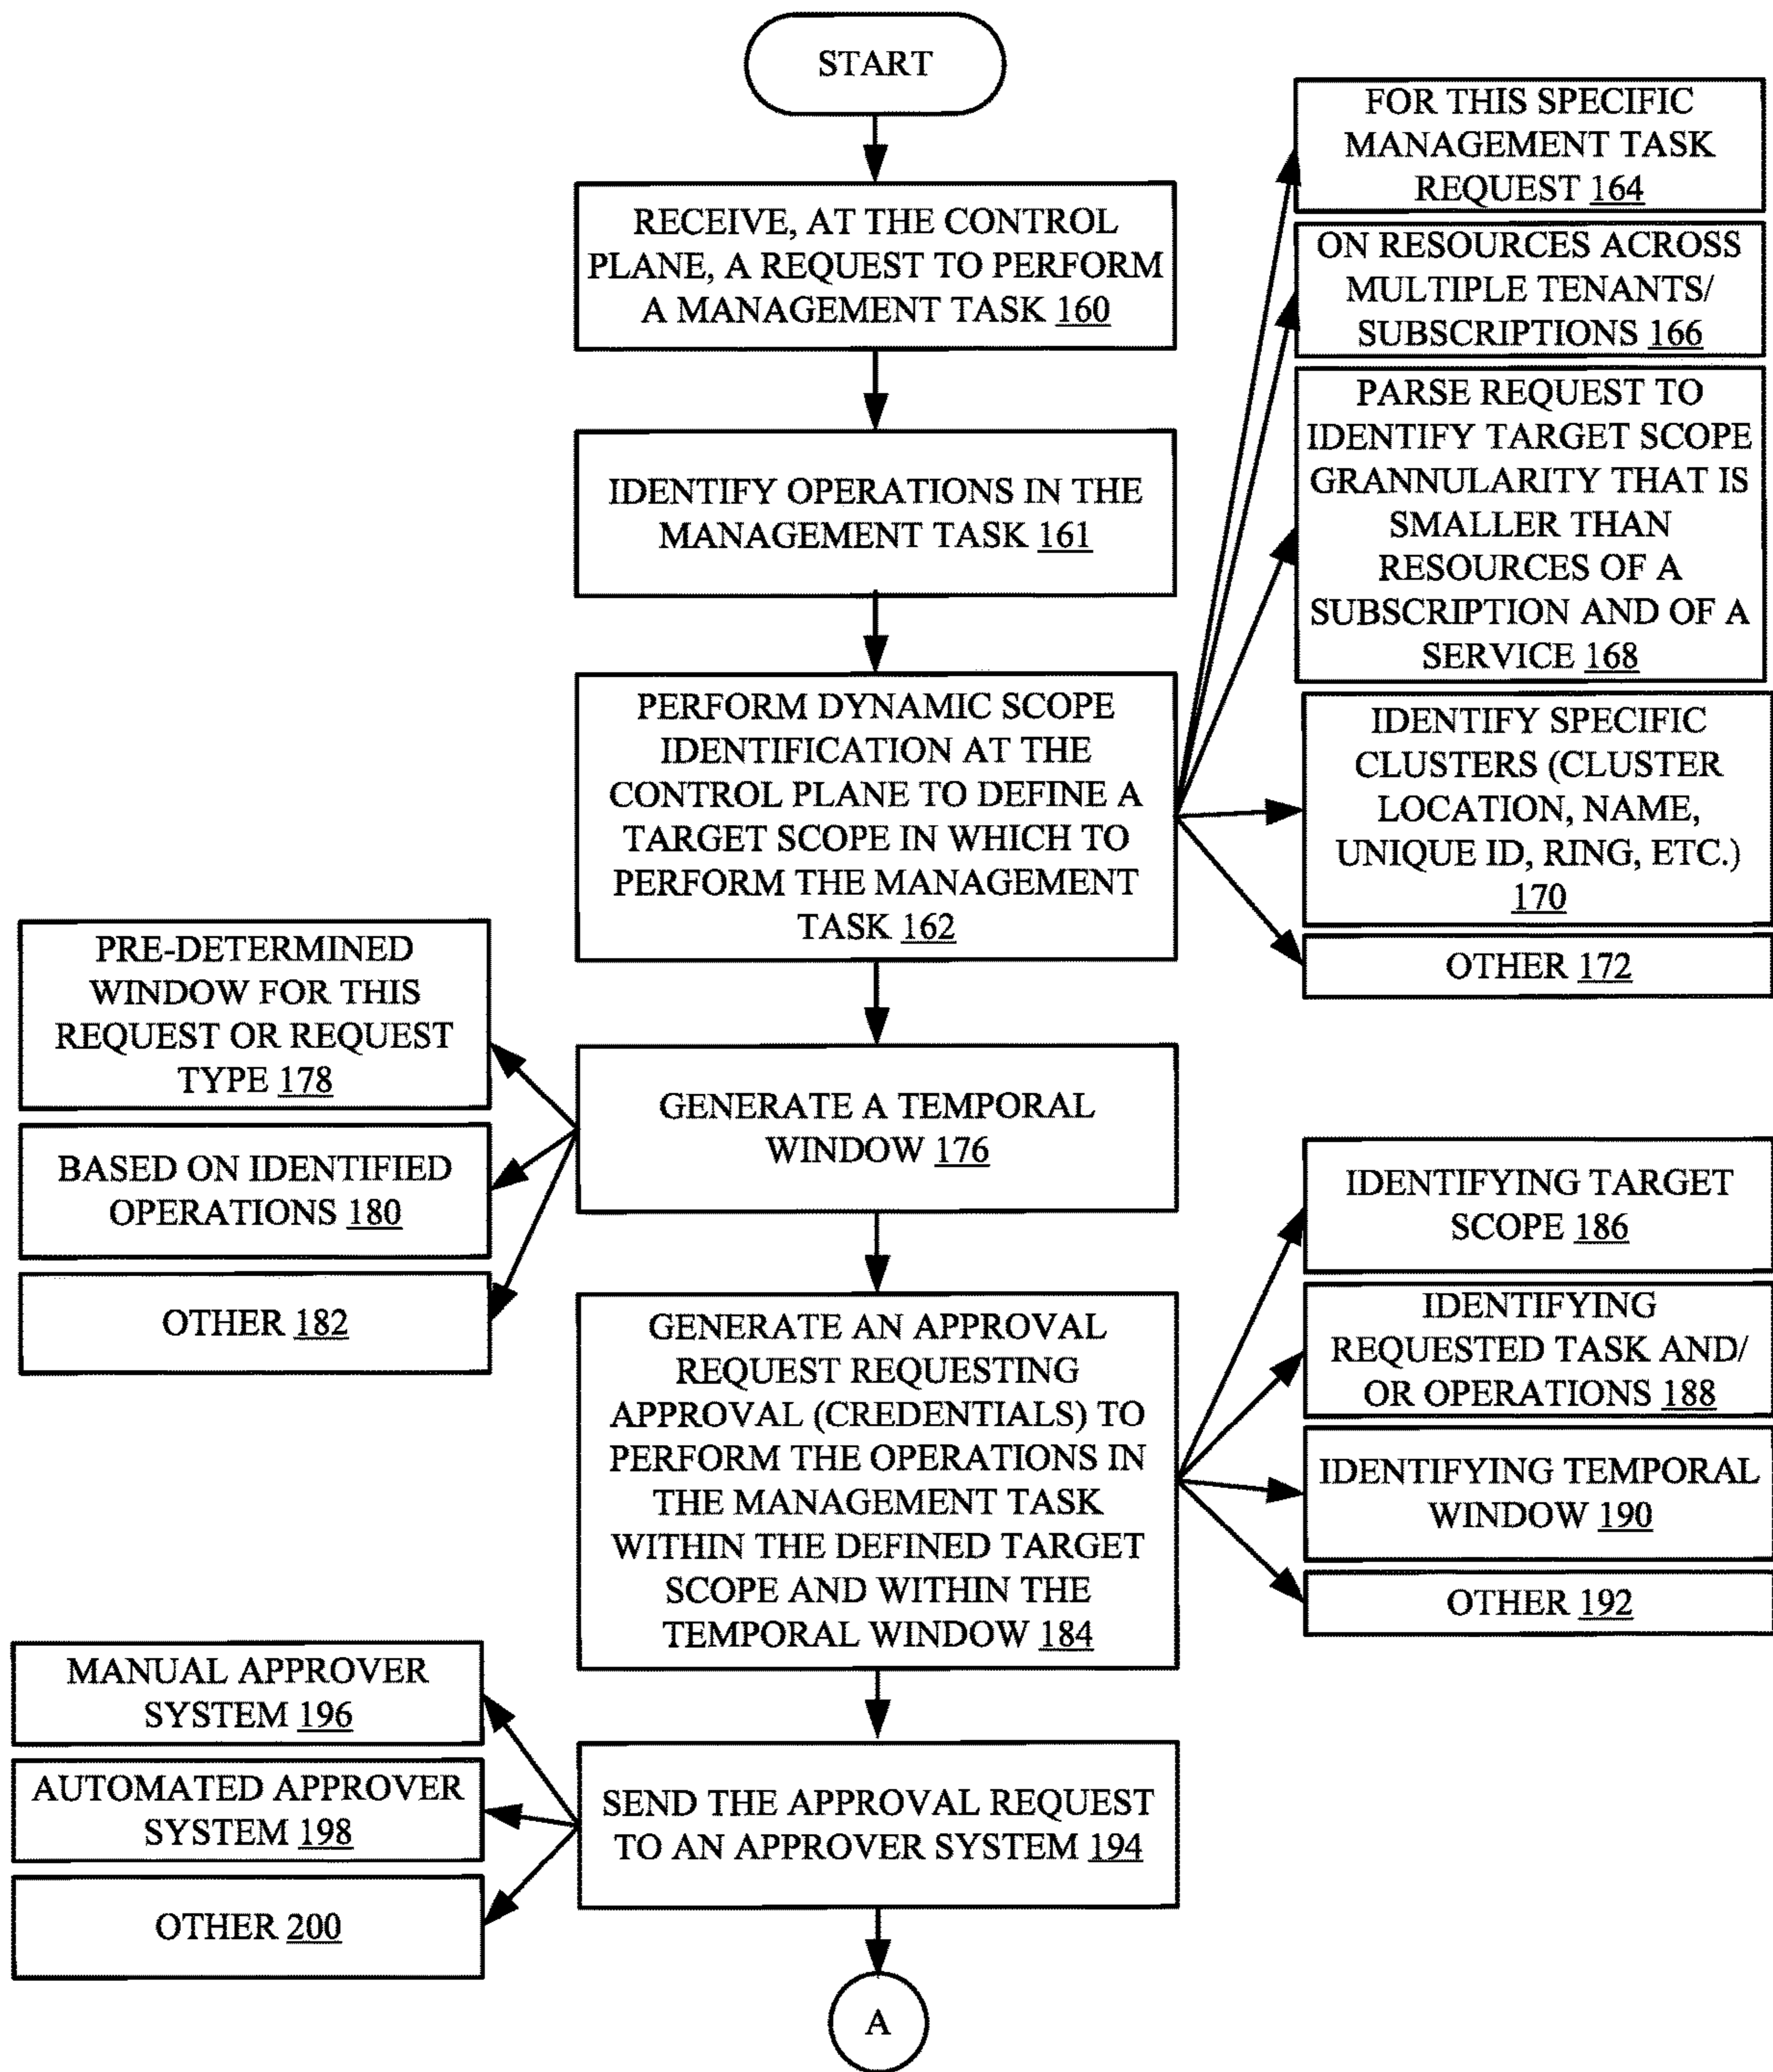 START
RECEIVE, AT THE CONTROL
PLANE, A REQUEST TO PERFORM
A MANAGEMENT TASK 160
IDENTIFY OPERATIONS IN THE
MANAGEMENT TASK 161
PERFORM DYNAMIC SCOPE
IDENTIFICATION AT THE
CONTROL PLANE TO DEFINE A
TARGET SCOPE IN WHICH TO
PERFORM THE MANAGEMENT
TASK 162
FOR THIS SPECIFIC
MANAGEMENT TASK
REQUEST 164
ON RESOURCES ACROSS
MULTIPLE TENANTS/
SUBSCRIPTIONS 166
PARSE REQUEST TO
IDENTIFY TARGET SCOPE
GRANNULARITY THAT IS
SMALLER THAN
RESOURCES OF A
SUBSCRIPTION AND OF A
SERVICE 168
IDENTIFY SPECIFIC
CLUSTERS (CLUSTER
LOCATION, NAME,
UNIQUE ID, RING, ETC.)
170
OTHER 172
GENERATE A TEMPORAL
WINDOW 176
PRE-DETERMINED
WINDOW FOR THIS
REQUEST OR REQUEST
TYPE 178
BASED ON IDENTIFIED
OPERATIONS 180
OTHER 182
GENERATE AN APPROVAL
REQUEST REQUESTING
APPROVAL (CREDENTIALS) TO
PERFORM THE OPERATIONS IN
THE MANAGEMENT TASK
WITHIN THE DEFINED TARGET
SCOPE AND WITHIN THE
TEMPORAL WINDOW 184
IDENTIFYING TARGET
SCOPE 186
IDENTIFYING
REQUESTED TASK AND/
OR OPERATIONS 188
IDENTIFYING TEMPORAL
WINDOW 190
OTHER 192
SEND THE APPROVAL REQUEST
TO AN APPROVER SYSTEM 194
MANUAL APPROVER
SYSTEM 196
AUTOMATED APPROVER
SYSTEM 198
OTHER 200
A